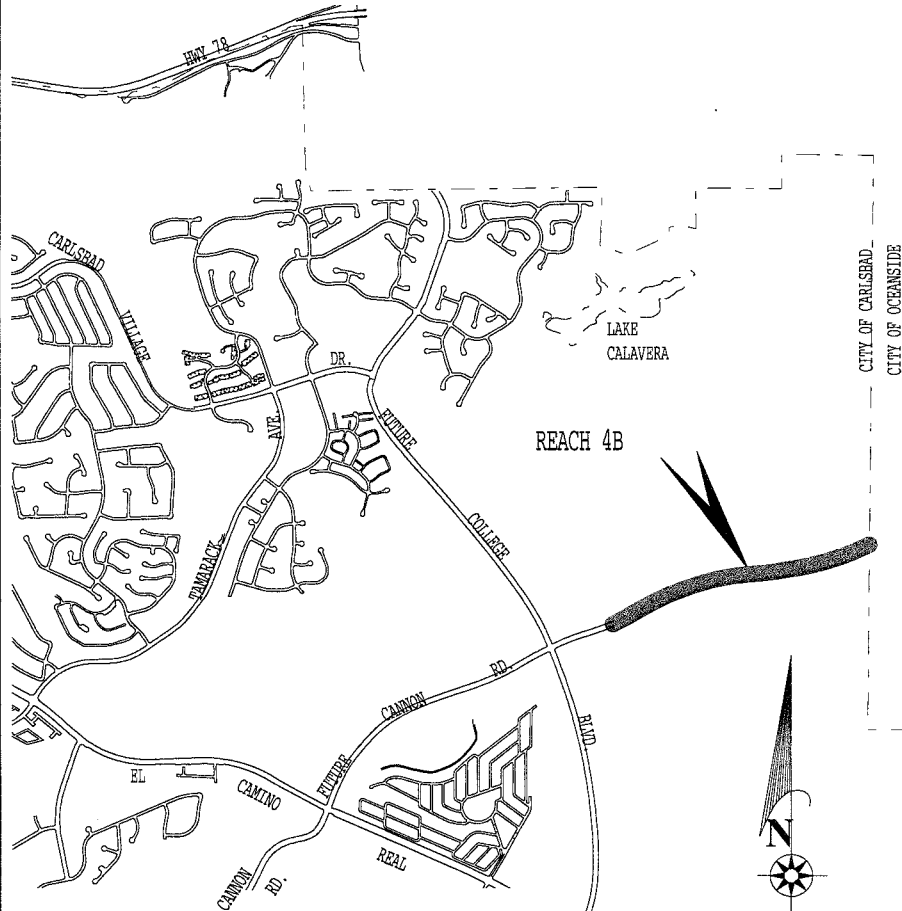 HWY 78
CARLSBAD
VILLAGE
DR.
LAKE
CALAVERA
CITY OF CARLSBAD
CITY OF OCEANSIDE
AVE.
FUTURE
REACH 4B
COLLEGE
TAMARACK
RD.
CANNON
BLVD
FUTURE
EL
CAMINO
REAL
CANNON
RD.
N